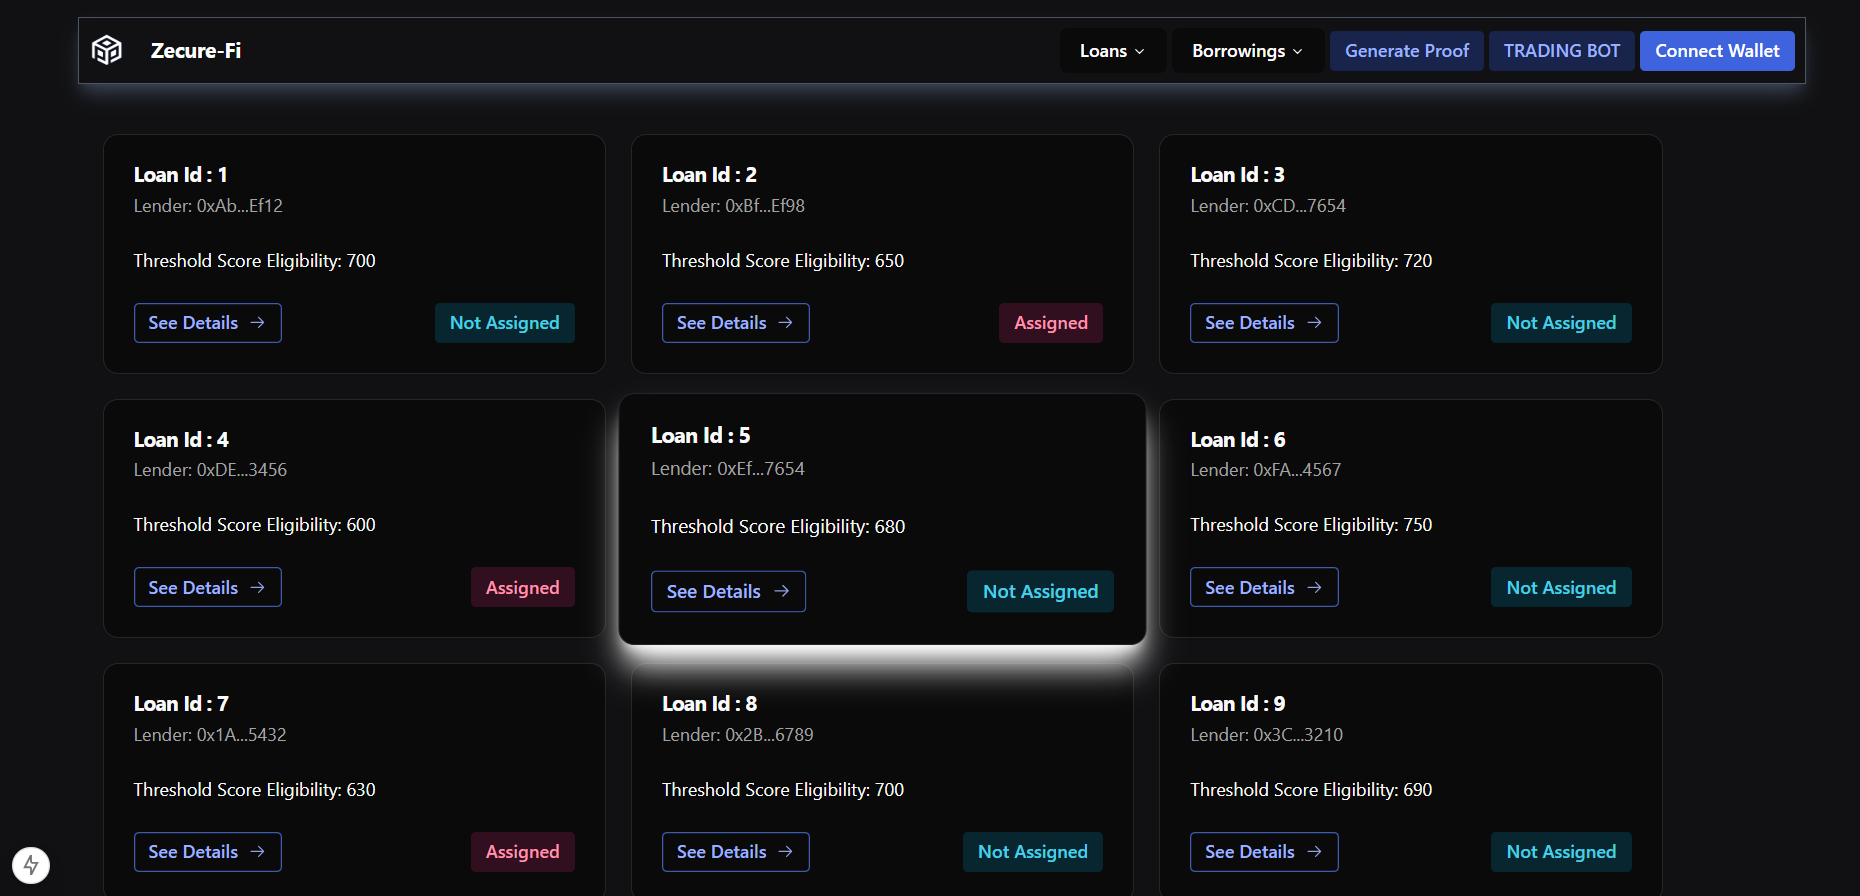 Zecure-Fi
Loans
Borrowings
Generate Proof
TRADING BOT
Connect Wallet
Loan Id : 1
Lender: 0xAb...Ef12
Threshold Score Eligibility: 700
See Details →
Not Assigned
Loan Id : 2
Lender: 0xBf...Ef98
Threshold Score Eligibility: 650
See Details →
Assigned
Loan Id : 3
Lender: 0xCD...7654
Threshold Score Eligibility: 720
See Details →
Not Assigned
Loan Id : 4
Lender: 0xDE...3456
Threshold Score Eligibility: 600
See Details →
Assigned
Loan Id : 5
Lender: 0xEf...7654
Threshold Score Eligibility: 680
See Details →
Not Assigned
Loan Id : 6
Lender: 0xFA...4567
Threshold Score Eligibility: 750
See Details →
Not Assigned
Loan Id : 7
Lender: 0x1A...5432
Threshold Score Eligibility: 630
See Details →
Assigned
Loan Id : 8
Lender: 0x2B...6789
Threshold Score Eligibility: 700
See Details →
Not Assigned
Loan Id : 9
Lender: 0x3C...3210
Threshold Score Eligibility: 690
See Details →
Not Assigned